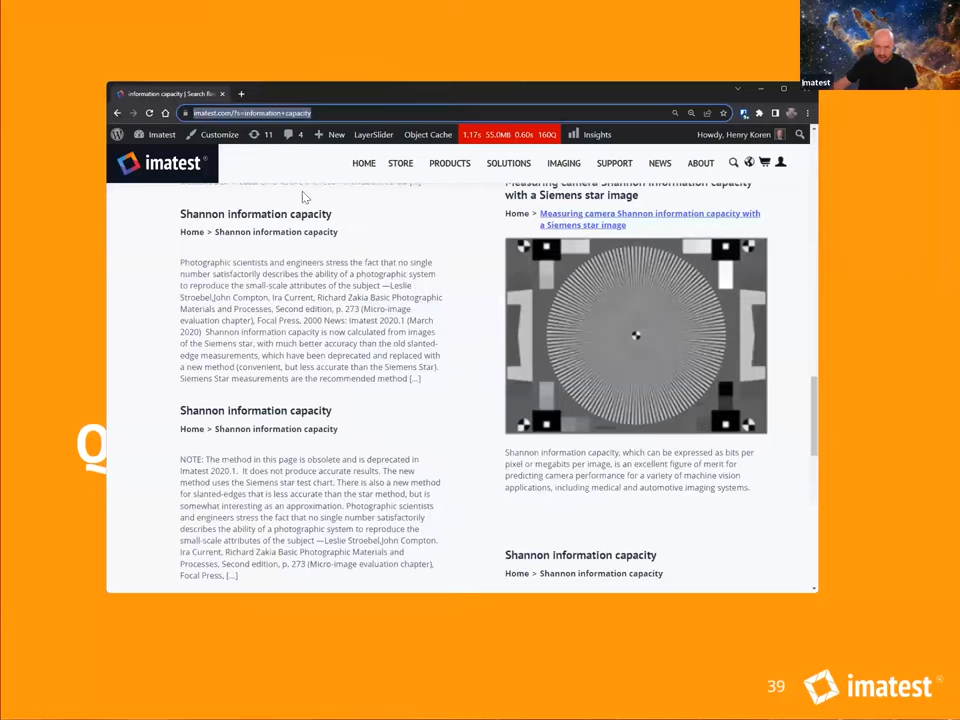 imatest
information capacity | Search Re
imatest.com/?s=information+capacity
Imatest Customize 11 4 New LayerSlider Object Cache 1.17s 55.0MB 0.60s 160Q Insights Howdy, Henry Koren
imatest®
HOME STORE PRODUCTS SOLUTIONS IMAGING SUPPORT NEWS ABOUT
Shannon information capacity
Home > Shannon information capacity
Photographic scientists and engineers stress the fact that no single
number satisfactorily describes the ability of a photographic system
to reproduce the small-scale attributes of the subject —Leslie
Stroebel,John Compton, Ira Current, Richard Zakia Basic Photographic
Materials and Processes, Second edition, p. 273 (Micro-image
evaluation chapter), Focal Press, 2000 News: Imatest 2020.1 (March
2020) Shannon information capacity is now calculated from images
of the Siemens star, with much better accuracy than the old slanted-
edge measurements, which have been deprecated and replaced with
a new method (convenient, but less accurate than the Siemens Star).
Siemens Star measurements are the recommended method [...]
Shannon information capacity
Home > Shannon information capacity
NOTE: The method in this page is obsolete and is deprecated in
Imatest 2020.1. It does not produce accurate results. The new
method uses the Siemens star test chart. There is also a new method
for slanted-edges that is less accurate than the star method, but is
somewhat interesting as an approximation. Photographic scientists
and engineers stress the fact that no single number satisfactorily
describes the ability of a photographic system to reproduce the
small-scale attributes of the subject —Leslie Stroebel,John Compton.
Ira Current, Richard Zakia Basic Photographic Materials and
Processes, Second edition, p. 273 (Micro-image evaluation chapter),
Focal Press, [...]
Measuring camera Shannon information capacity
with a Siemens star image
Home > Measuring camera Shannon information capacity with
a Siemens star image
Shannon information capacity, which can be expressed as bits per
pixel or megabits per image, is an excellent figure of merit for
predicting camera performance for a variety of machine vision
applications, including medical and automotive imaging systems.
Shannon information capacity
Home > Shannon information capacity
Q
39
imatest®